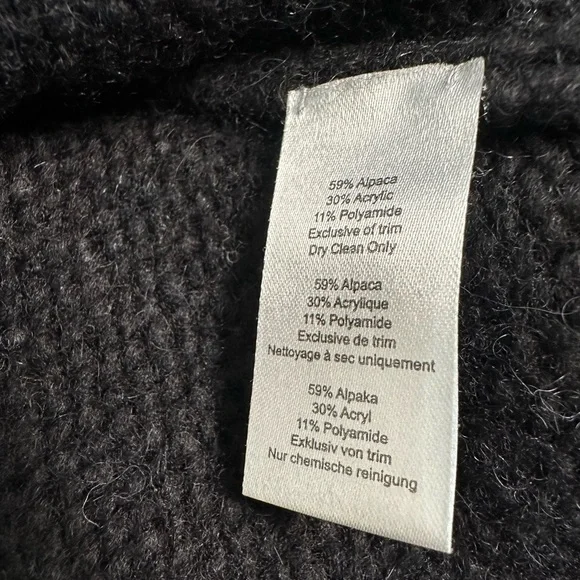 59% Alpaca
30% Acrylic
11% Polyamide
Exclusive of trim
Dry Clean Only
59% Alpaca
30% Acrylique
11% Polyamide
Exclusive de trim
Nettoyage à sec uniquement
59% Alpaka
30% Acryl
11% Polyamide
Exklusiv von trim
Nur chemische reinigung